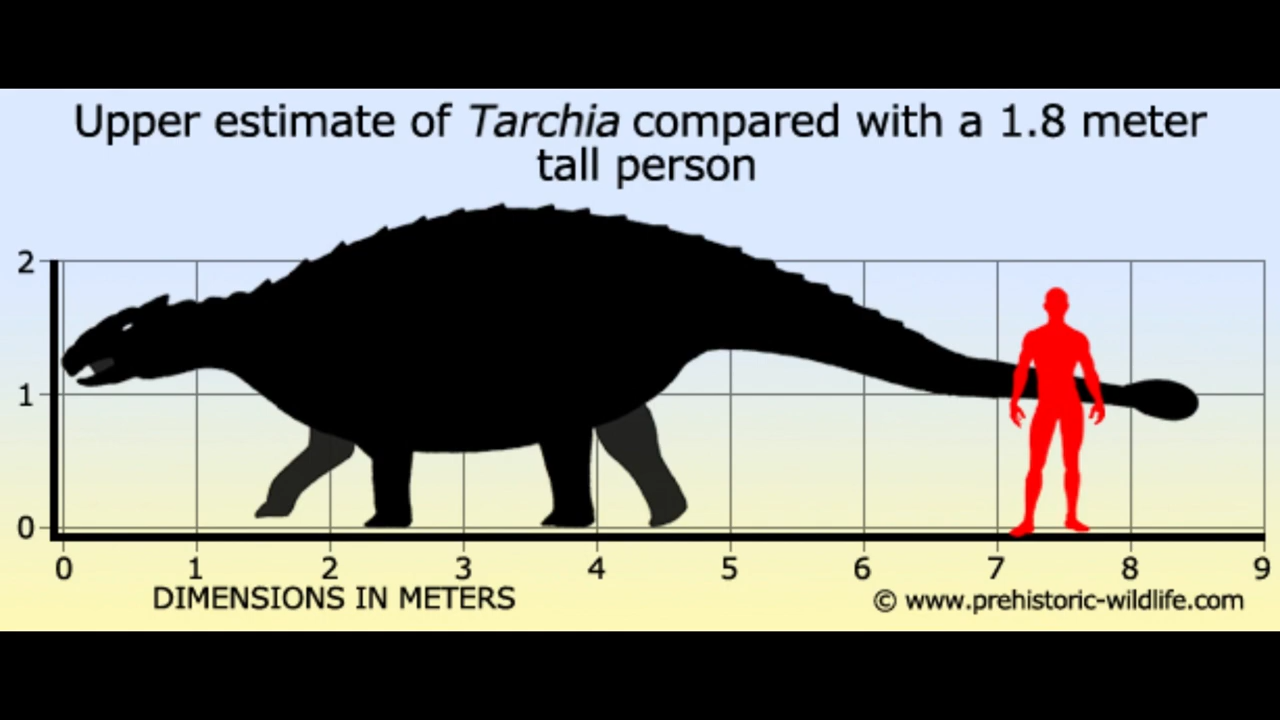 Upper estimate of Tarchia compared with a 1.8 meter
tall person
2
1
0
0 1 2 3 4 5 6 7 8 9
DIMENSIONS IN METERS
© www.prehistoric-wildlife.com